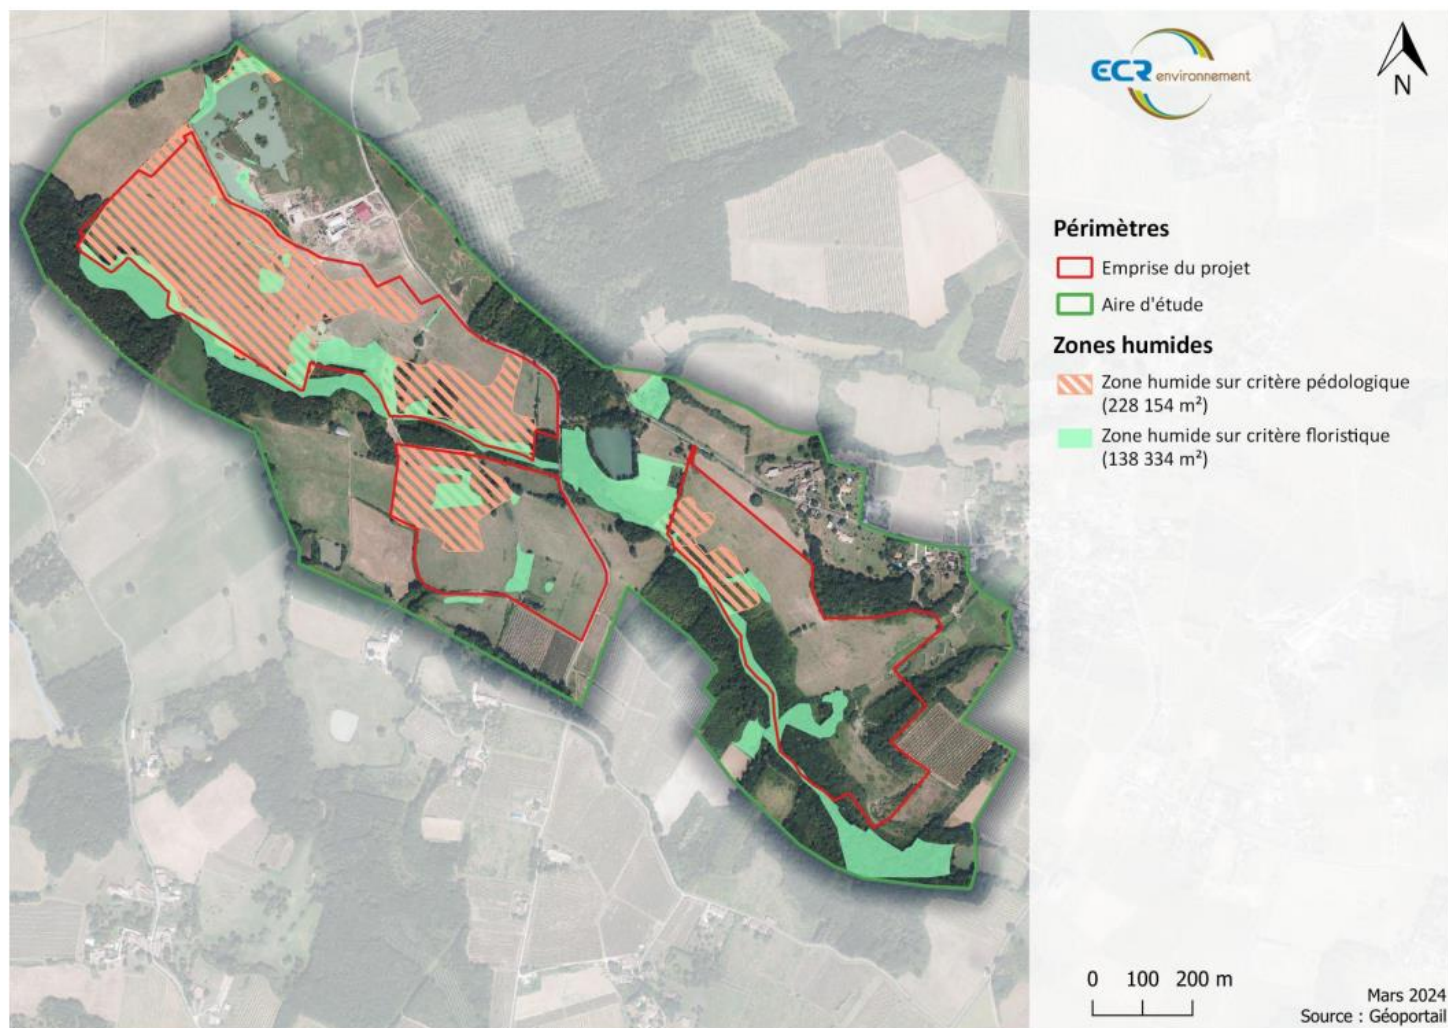 ECR environnement
N
Périmètres
Emprise du projet
Aire d'étude
Zones humides
Zone humide sur critère pédologique
(228 154 m²)
Zone humide sur critère floristique
(138 334 m²)
0 100 200 m
Mars 2024
Source : Géoportail